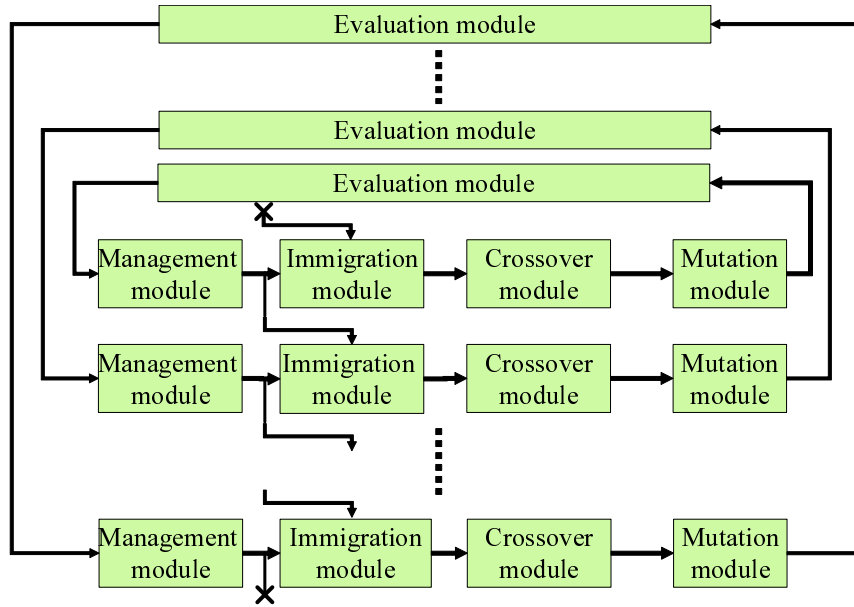 Evaluation module
Evaluation module
Evaluation module
Management
module
Immigration
module
Crossover
module
Mutation
module
Management
module
Immigration
module
Crossover
module
Mutation
module
Management
module
Immigration
module
Crossover
module
Mutation
module